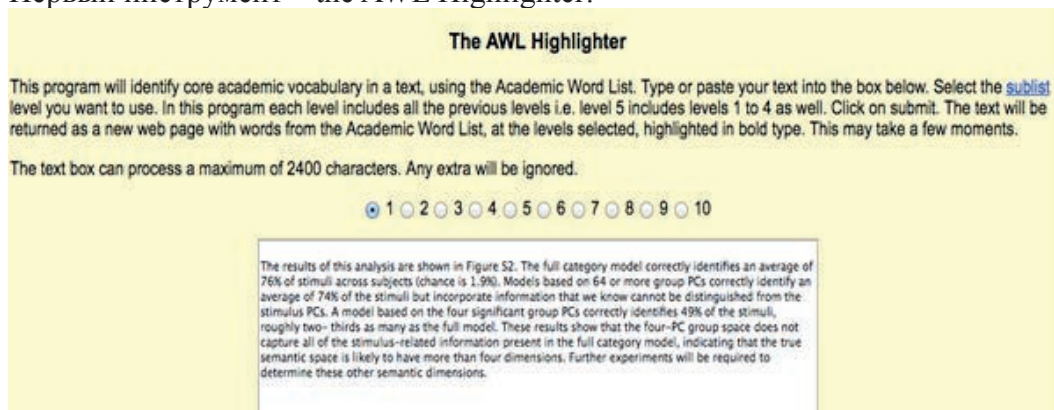 Первый инструмент – the AWL Highlighter:
The AWL Highlighter
This program will identify core academic vocabulary in a text, using the Academic Word List. Type or paste your text into the box below. Select the sublist
level you want to use. In this program each level includes all the previous levels i.e. level 5 includes levels 1 to 4 as well. Click on submit. The text will be
returned as a new web page with words from the Academic Word List, at the levels selected, highlighted in bold type. This may take a few moments.
The text box can process a maximum of 2400 characters. Any extra will be ignored.
1 2 3 4 5 6 7 8 9 10
The results of this analysis are shown in Figure S2. The full category model correctly identifies an average of
76% of stimuli across subjects (chance is 1.9%). Models based on 64 or more group PCs correctly identify an
average of 74% of the stimuli but incorporate information that we know cannot be distinguished from the
stimulus PCs. A model based on the four significant group PCs correctly identifies 49% of the stimuli,
roughly two- thirds as many as the full model. These results show that the four-PC group space does not
capture all of the stimulus-related information present in the full category model, indicating that the true
semantic space is likely to have more than four dimensions. Further experiments will be required to
determine these other semantic dimensions.